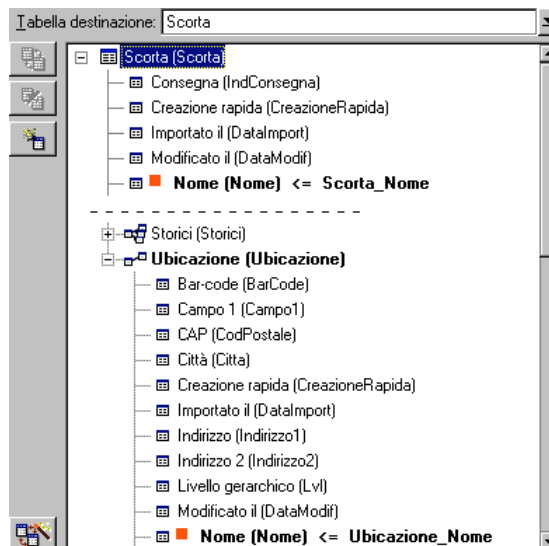 Tabella destinazione: Scorta
Scorta (Scorta)
Consegna (IndConsegna)
Creazione rapida (CreazioneRapida)
Importato il (DataImport)
Modificato il (DataModif)
Nome (Nome) <= Scorta_Nome
Storici (Storici)
Ubicazione (Ubicazione)
Bar-code (BarCode)
Campo 1 (Campo1)
CAP (CodPostale)
Città (Citta)
Creazione rapida (CreazioneRapida)
Importato il (DataImport)
Indirizzo (Indirizzo1)
Indirizzo 2 (Indirizzo2)
Livello gerarchico (Lvl)
Modificato il (DataModif)
Nome (Nome) <= Ubicazione_Nome